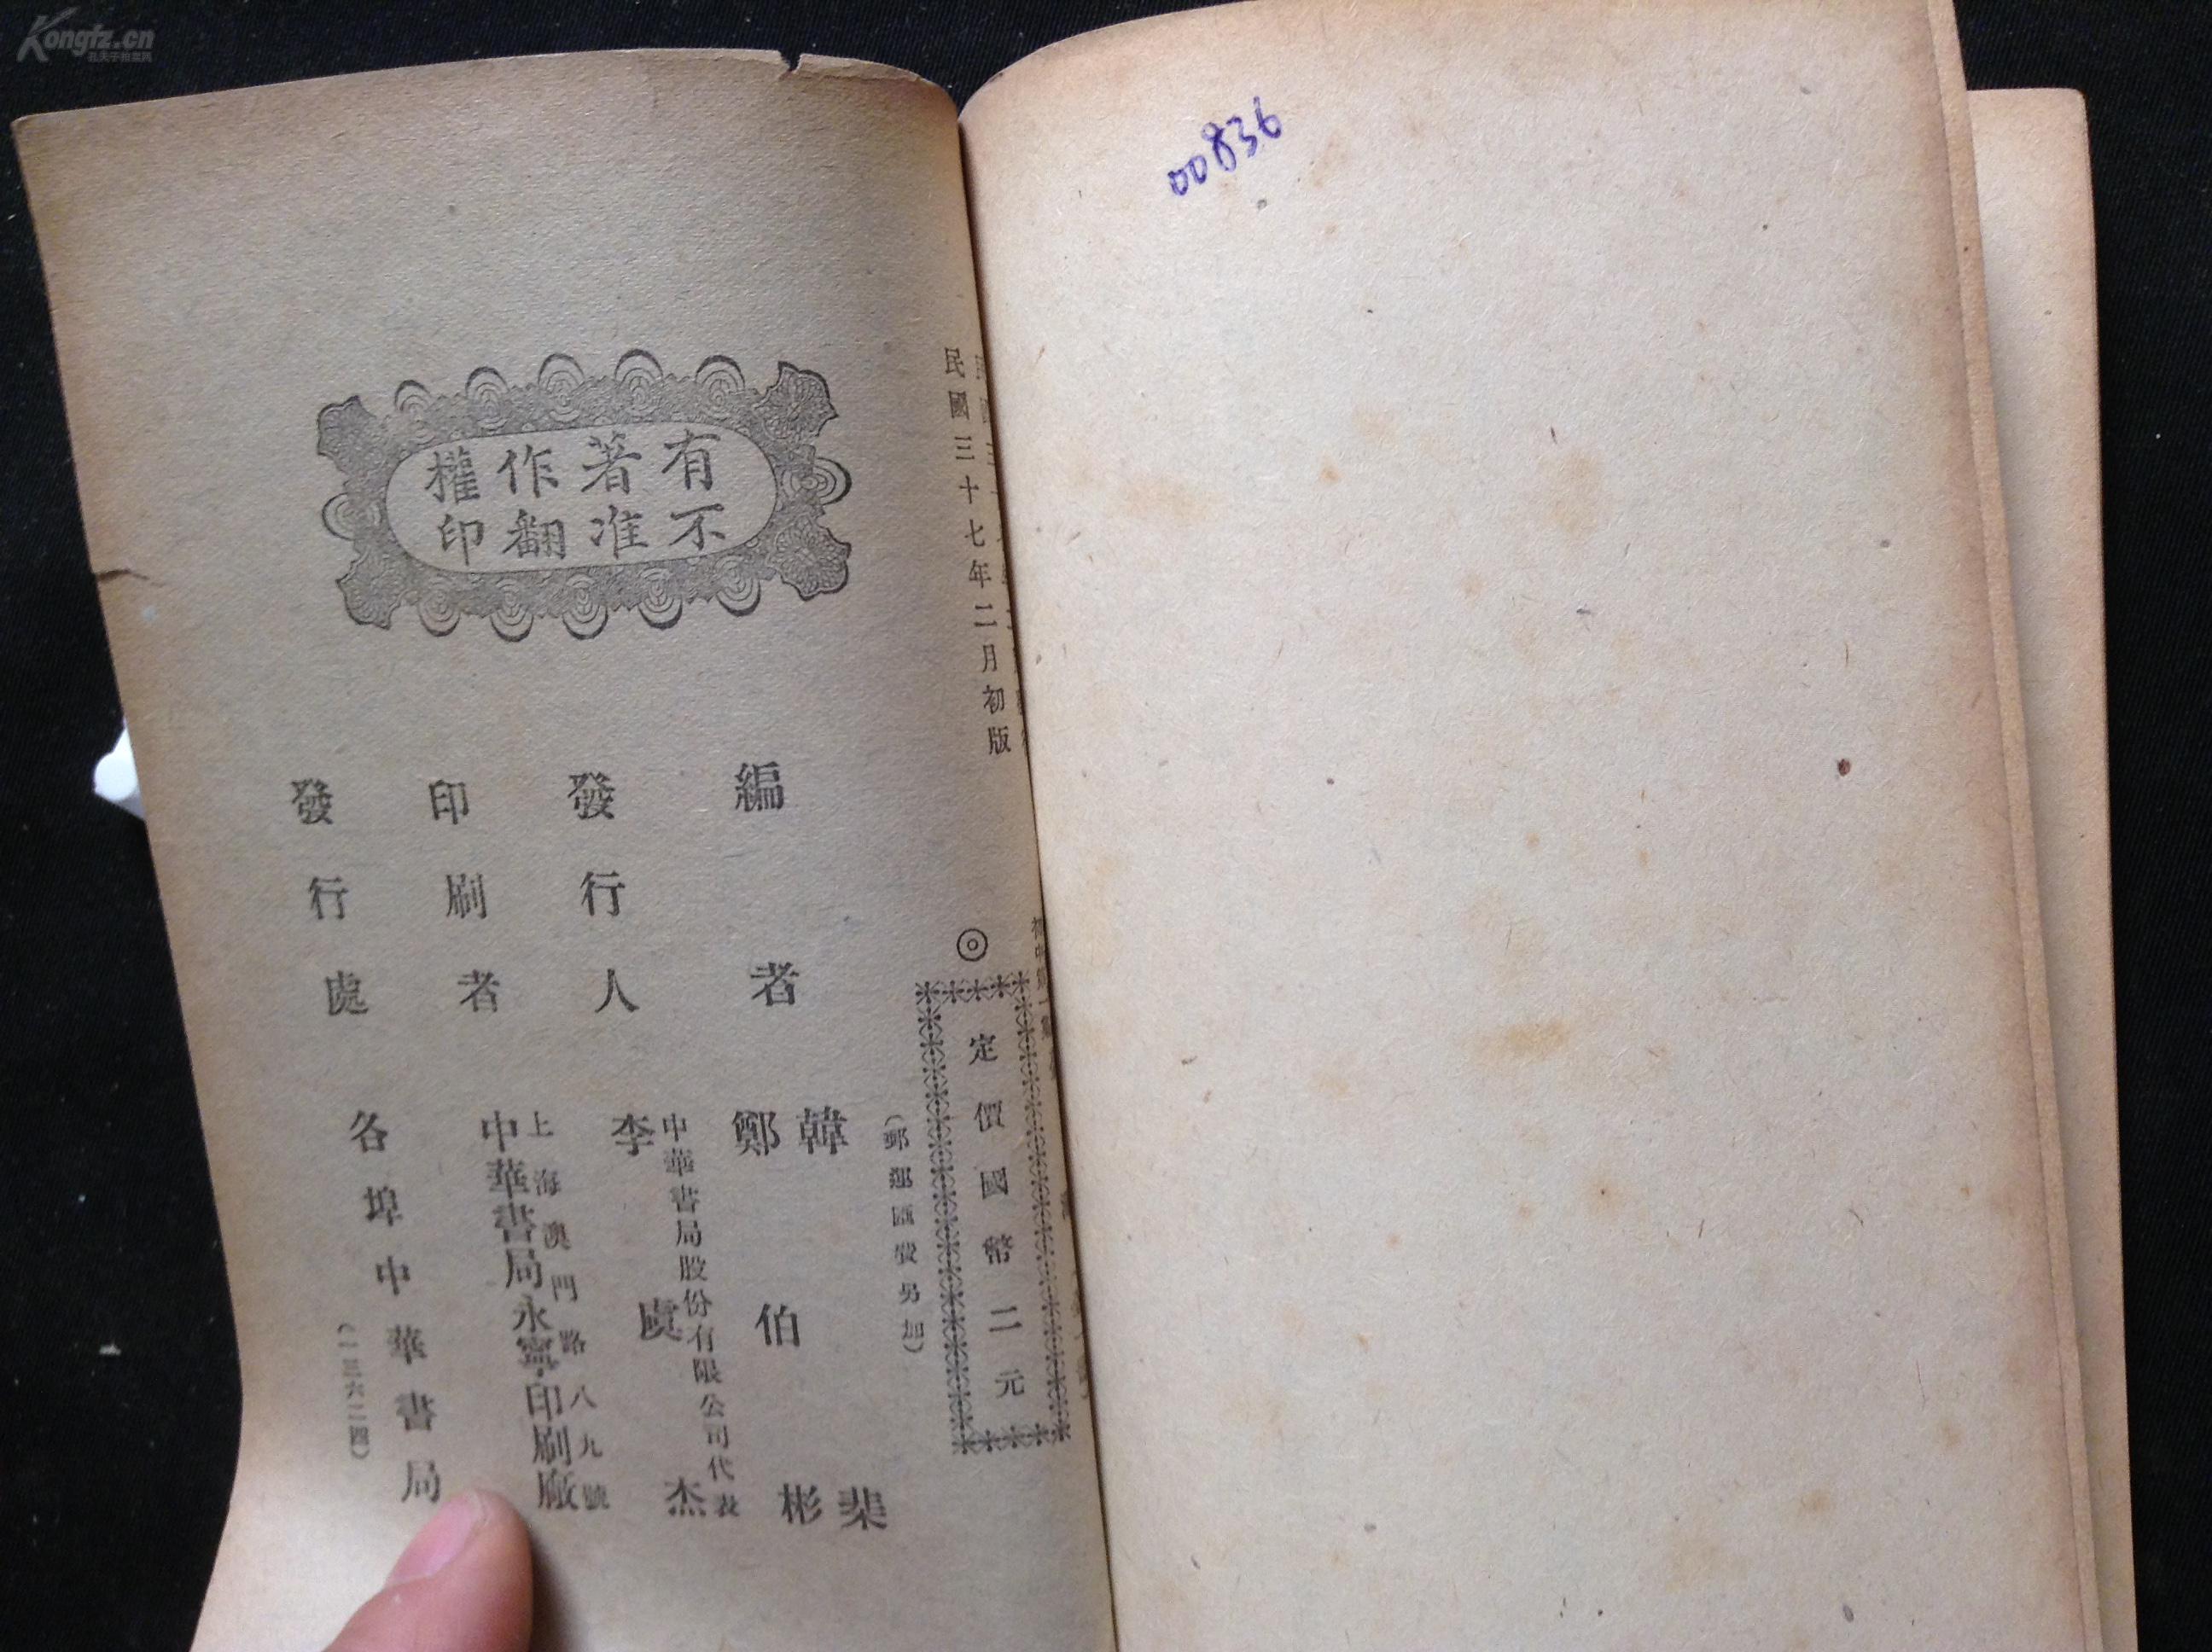 Kongfz.cn
00836
民國三十七年二月初版
◎定價國幣二元
(郵運匯費另加)
有著作權
不准翻印
編者
韓棐
鄭伯彬
發行人
中華書局股份有限公司代表
李虞杰
印刷者
上海澳門路八九號
中華書局永寧印刷廠
發行處
各埠中華書局
(一三六二四)